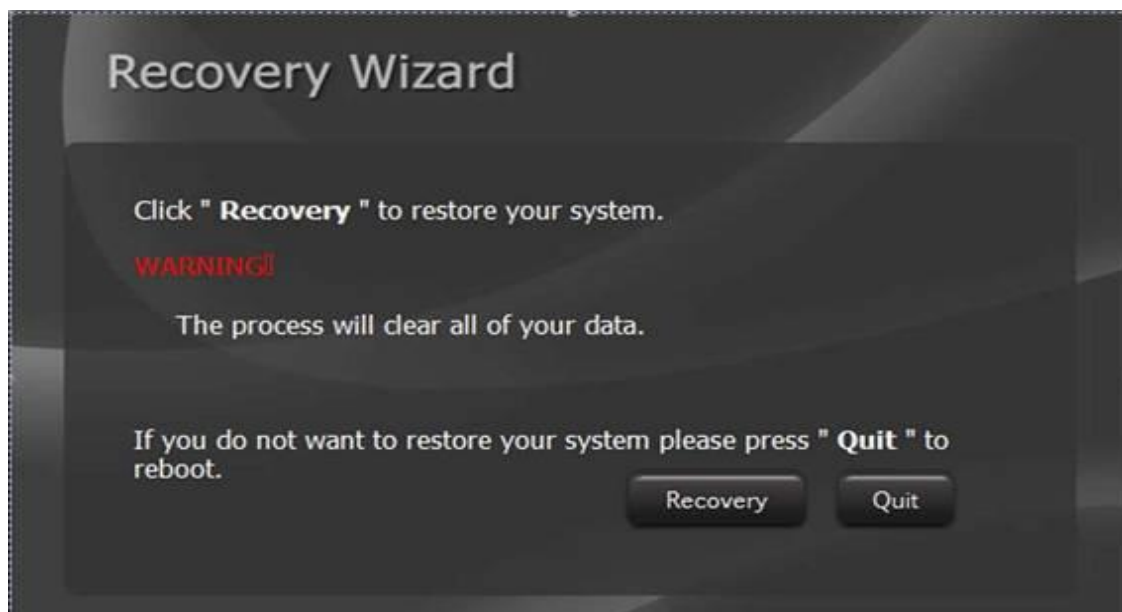 Recovery Wizard
Click " Recovery " to restore your system.
WARNING
The process will clear all of your data.
If you do not want to restore your system please press " Quit " to
reboot.
Recovery Quit